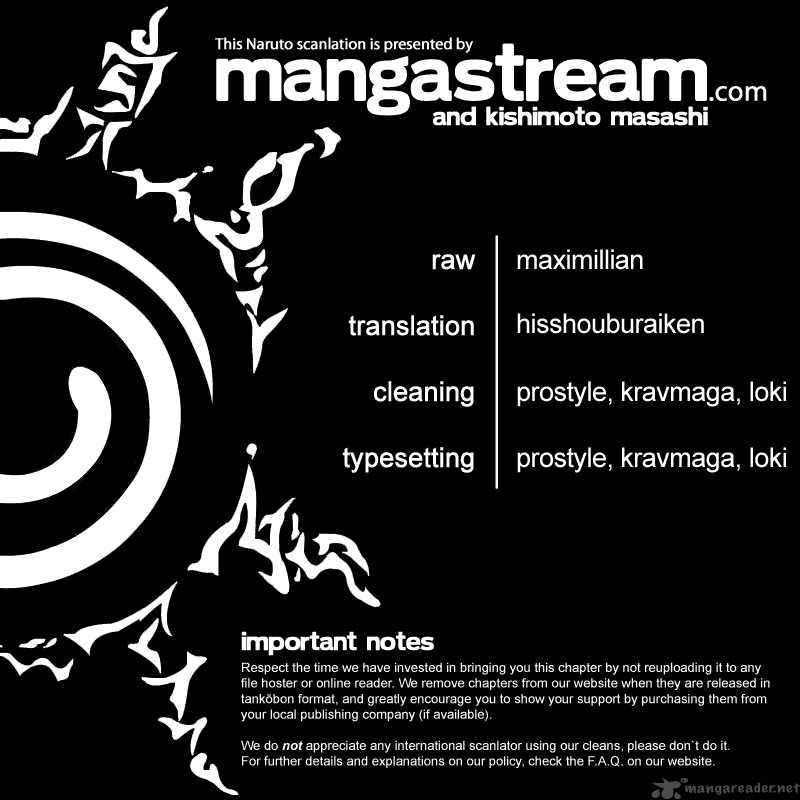 This Naruto scanlation is presented by
mangastream.com
and kishimoto masashi
raw maximillian
translation hisshouburaiken
cleaning prostyle, kravmaga, loki
typesetting prostyle, kravmaga, loki
important notes
Respect the time we have invested in bringing you this chapter by not reuploading it to any
file hoster or online reader. We remove chapters from our website when they are released in
tankōbon format, and greatly encourage you to show your support by purchasing them from
your local publishing company (if available).
We do not appreciate any international scanlator using our cleans, please don`t do it.
For further details and explanations on our policy, check the F.A.Q. on our website.
mangareader.net